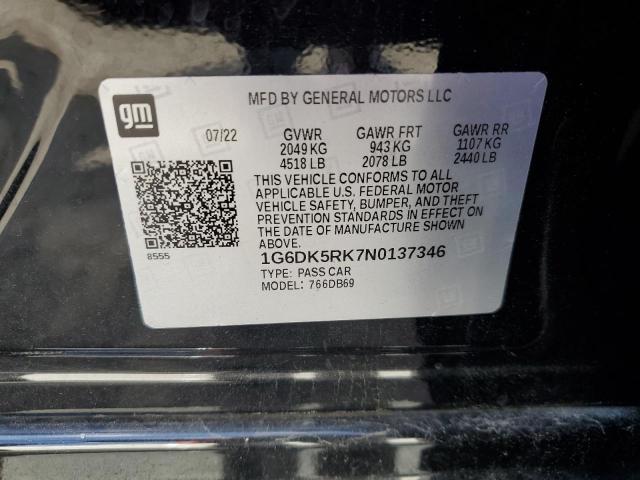 gm
MFD BY GENERAL MOTORS LLC
07/22 GVWR GAWR FRT GAWR RR
2049 KG 943 KG 1107 KG
4518 LB 2078 LB 2440 LB
THIS VEHICLE CONFORMS TO ALL
APPLICABLE U.S. FEDERAL MOTOR
VEHICLE SAFETY, BUMPER, AND THEFT
PREVENTION STANDARDS IN EFFECT ON
THE DATE OF MANUFACTURE SHOWN
ABOVE.
8555
1G6DK5RK7N0137346
TYPE: PASS CAR
MODEL: 766DB69